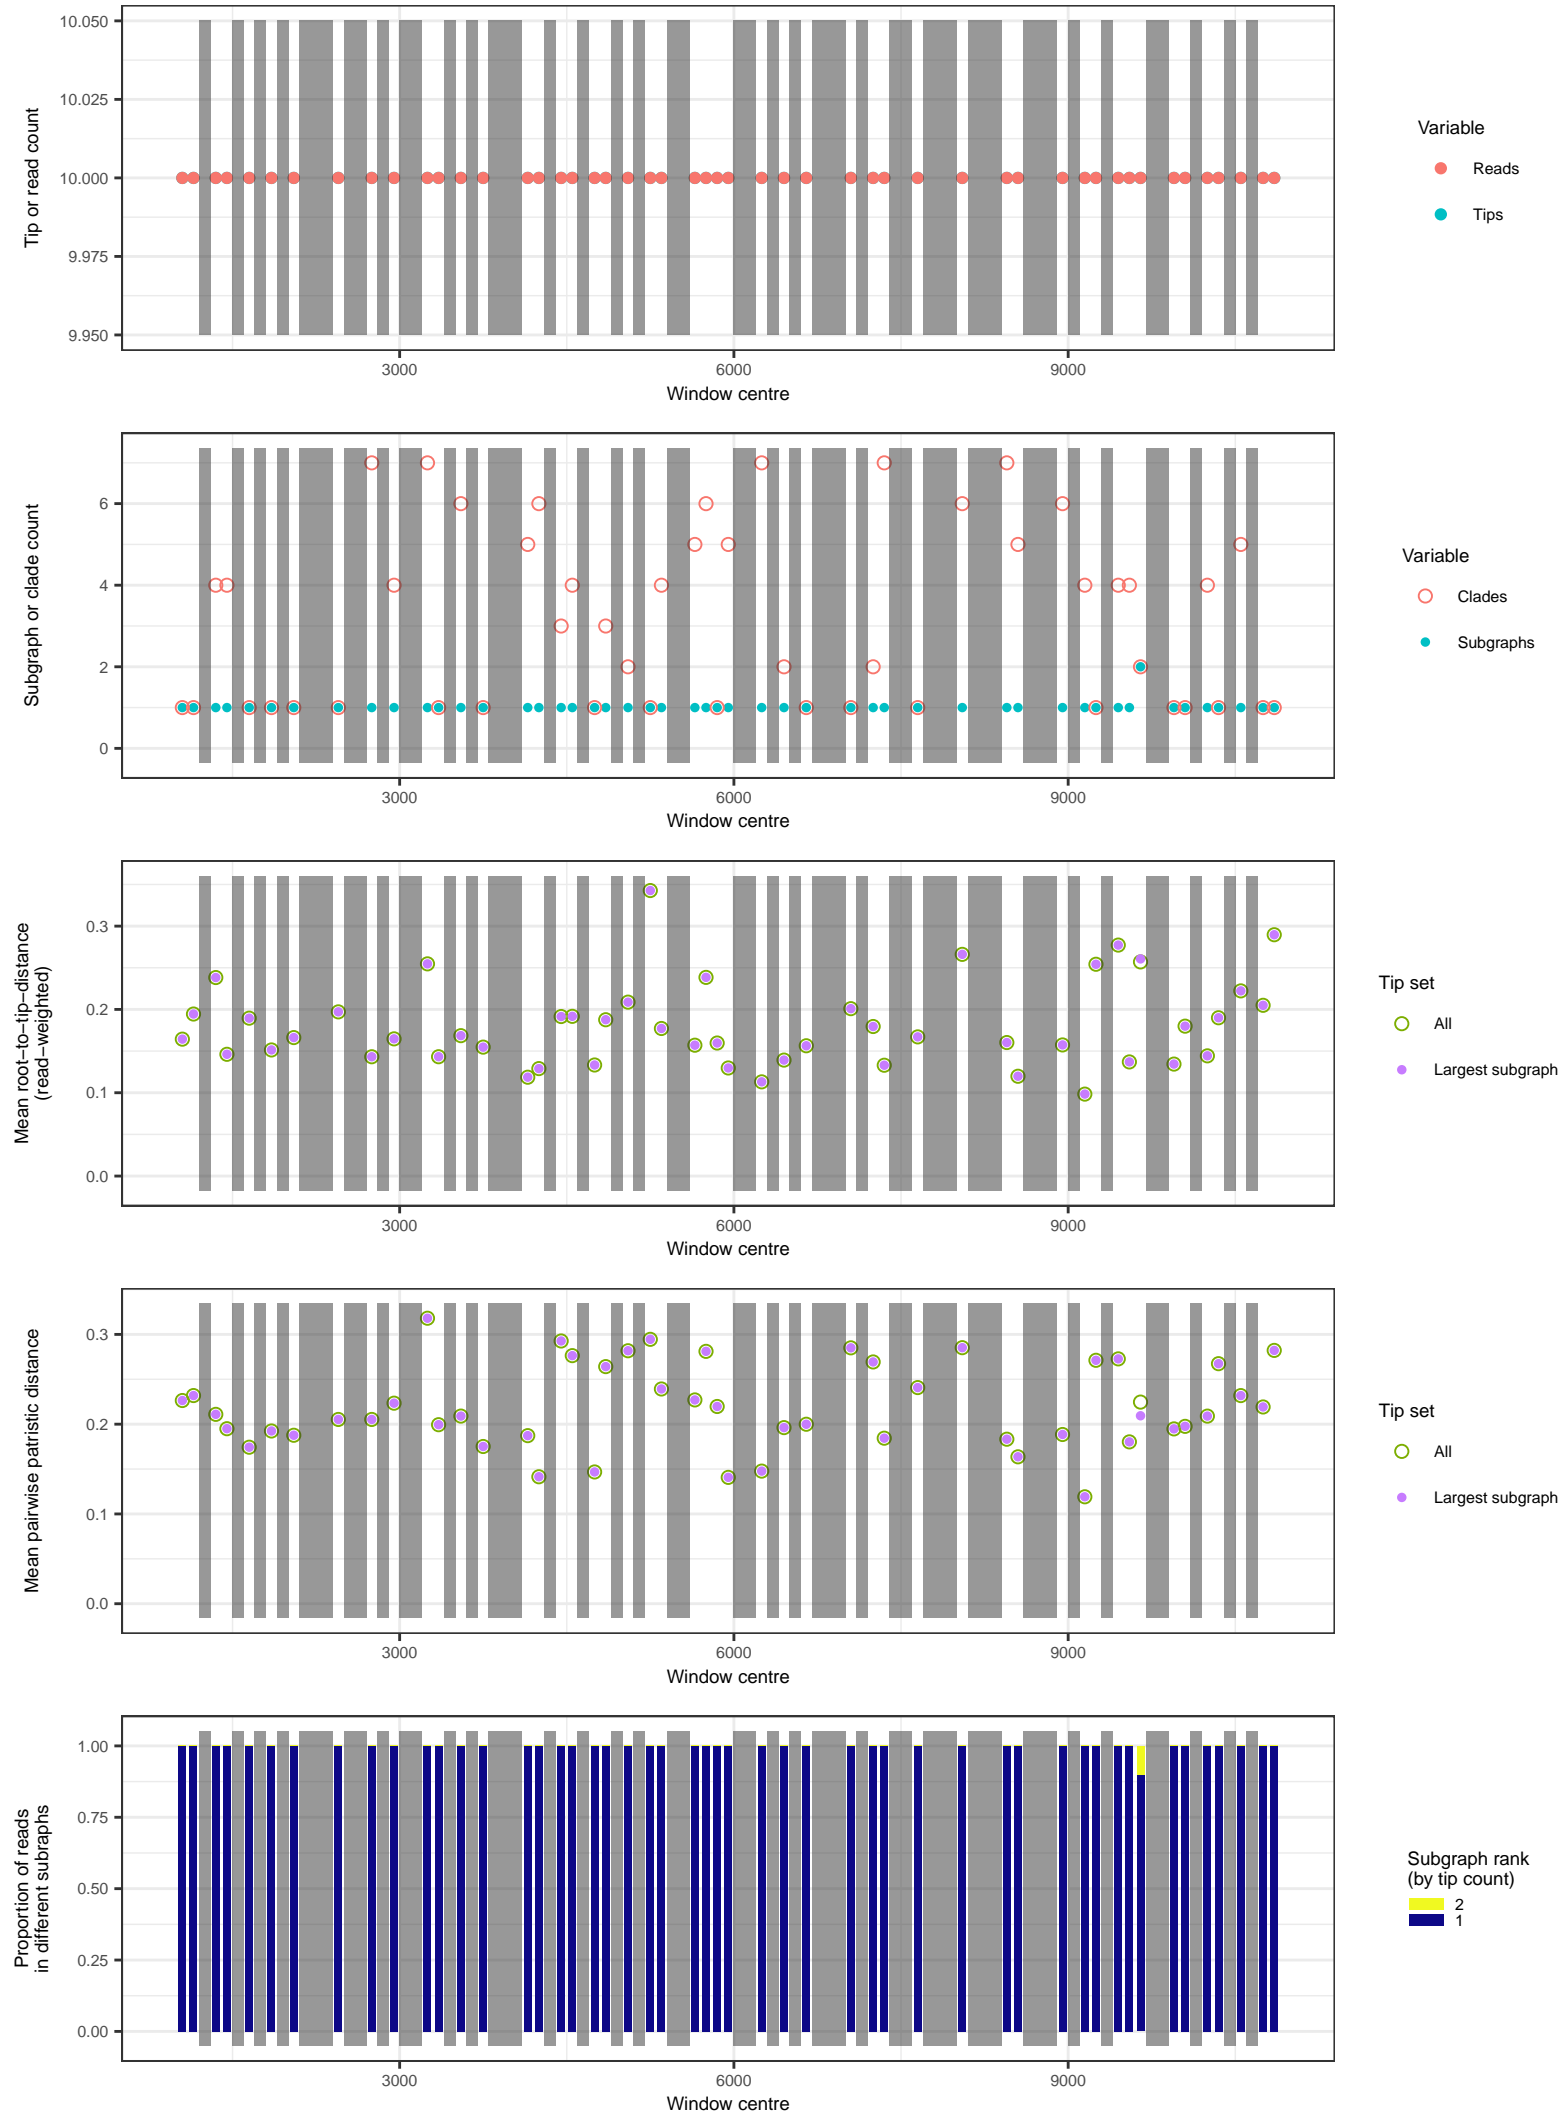 Tip or read count
10.050
10.025
10.000
9.975
9.950
3000
6000
9000
Window centre
Variable
Reads
Tips
Subgraph or clade count
6
4
2
0
3000
6000
9000
Window centre
Variable
Clades
Subgraphs
Mean root−to−tip−distance
(read−weighted)
0.3
0.2
0.1
0.0
3000
6000
9000
Window centre
Tip set
All
Largest subgraph
Mean pairwise patristic distance
0.3
0.2
0.1
0.0
3000
6000
9000
Window centre
Tip set
All
Largest subgraph
Proportion of reads
in different subraphs
1.00
0.75
0.50
0.25
0.00
3000
6000
9000
Window centre
Subgraph rank
(by tip count)
2
1